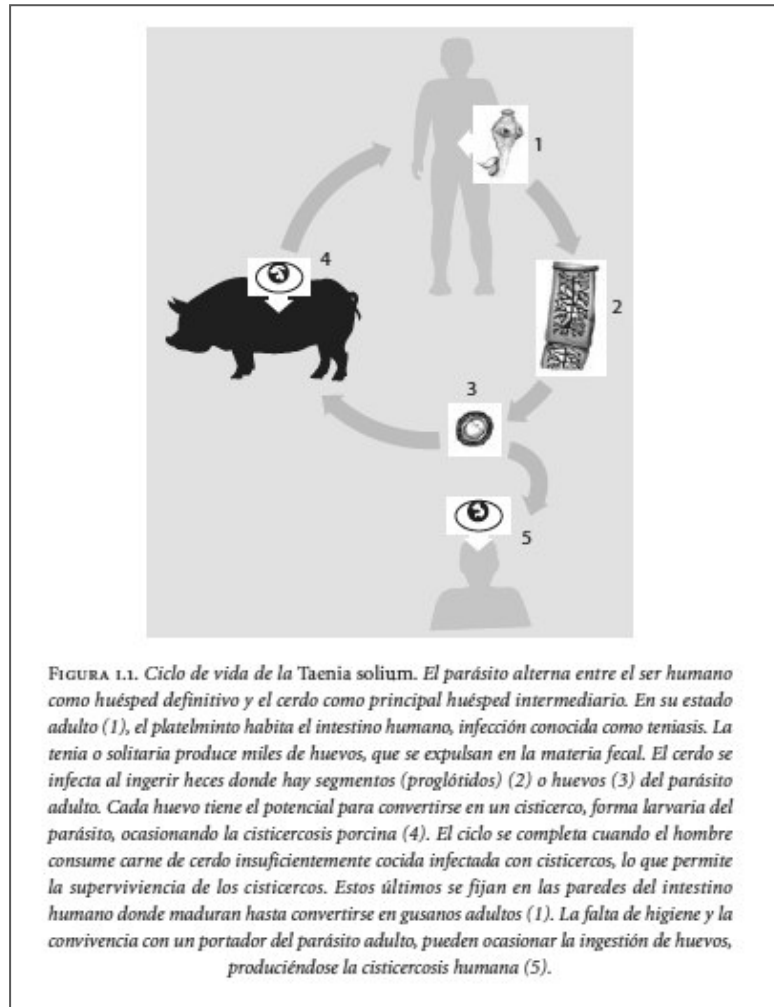 1
4
2
3
5
FIGURA 1.1. Ciclo de vida de la Taenia solium. El parásito alterna entre el ser humano
como huésped definitivo y el cerdo como principal huésped intermediario. En su estado
adulto (1), el platelminto habita el intestino humano, infección conocida como teniasis. La
tenia o solitaria produce miles de huevos, que se expulsan en la materia fecal. El cerdo se
infecta al ingerir heces donde hay segmentos (proglótidos) (2) o huevos (3) del parásito
adulto. Cada huevo tiene el potencial para convertirse en un cisticerco, forma larvaria del
parásito, ocasionando la cisticercosis porcina (4). El ciclo se completa cuando el hombre
consume carne de cerdo insuficientemente cocida infectada con cisticercos, lo que permite
la superviviencia de los cisticercos. Estos últimos se fijan en las paredes del intestino
humano donde maduran hasta convertirse en gusanos adultos (1). La falta de higiene y la
convivencia con un portador del parásito adulto, pueden ocasionar la ingestión de huevos,
produciéndose la cisticercosis humana (5).